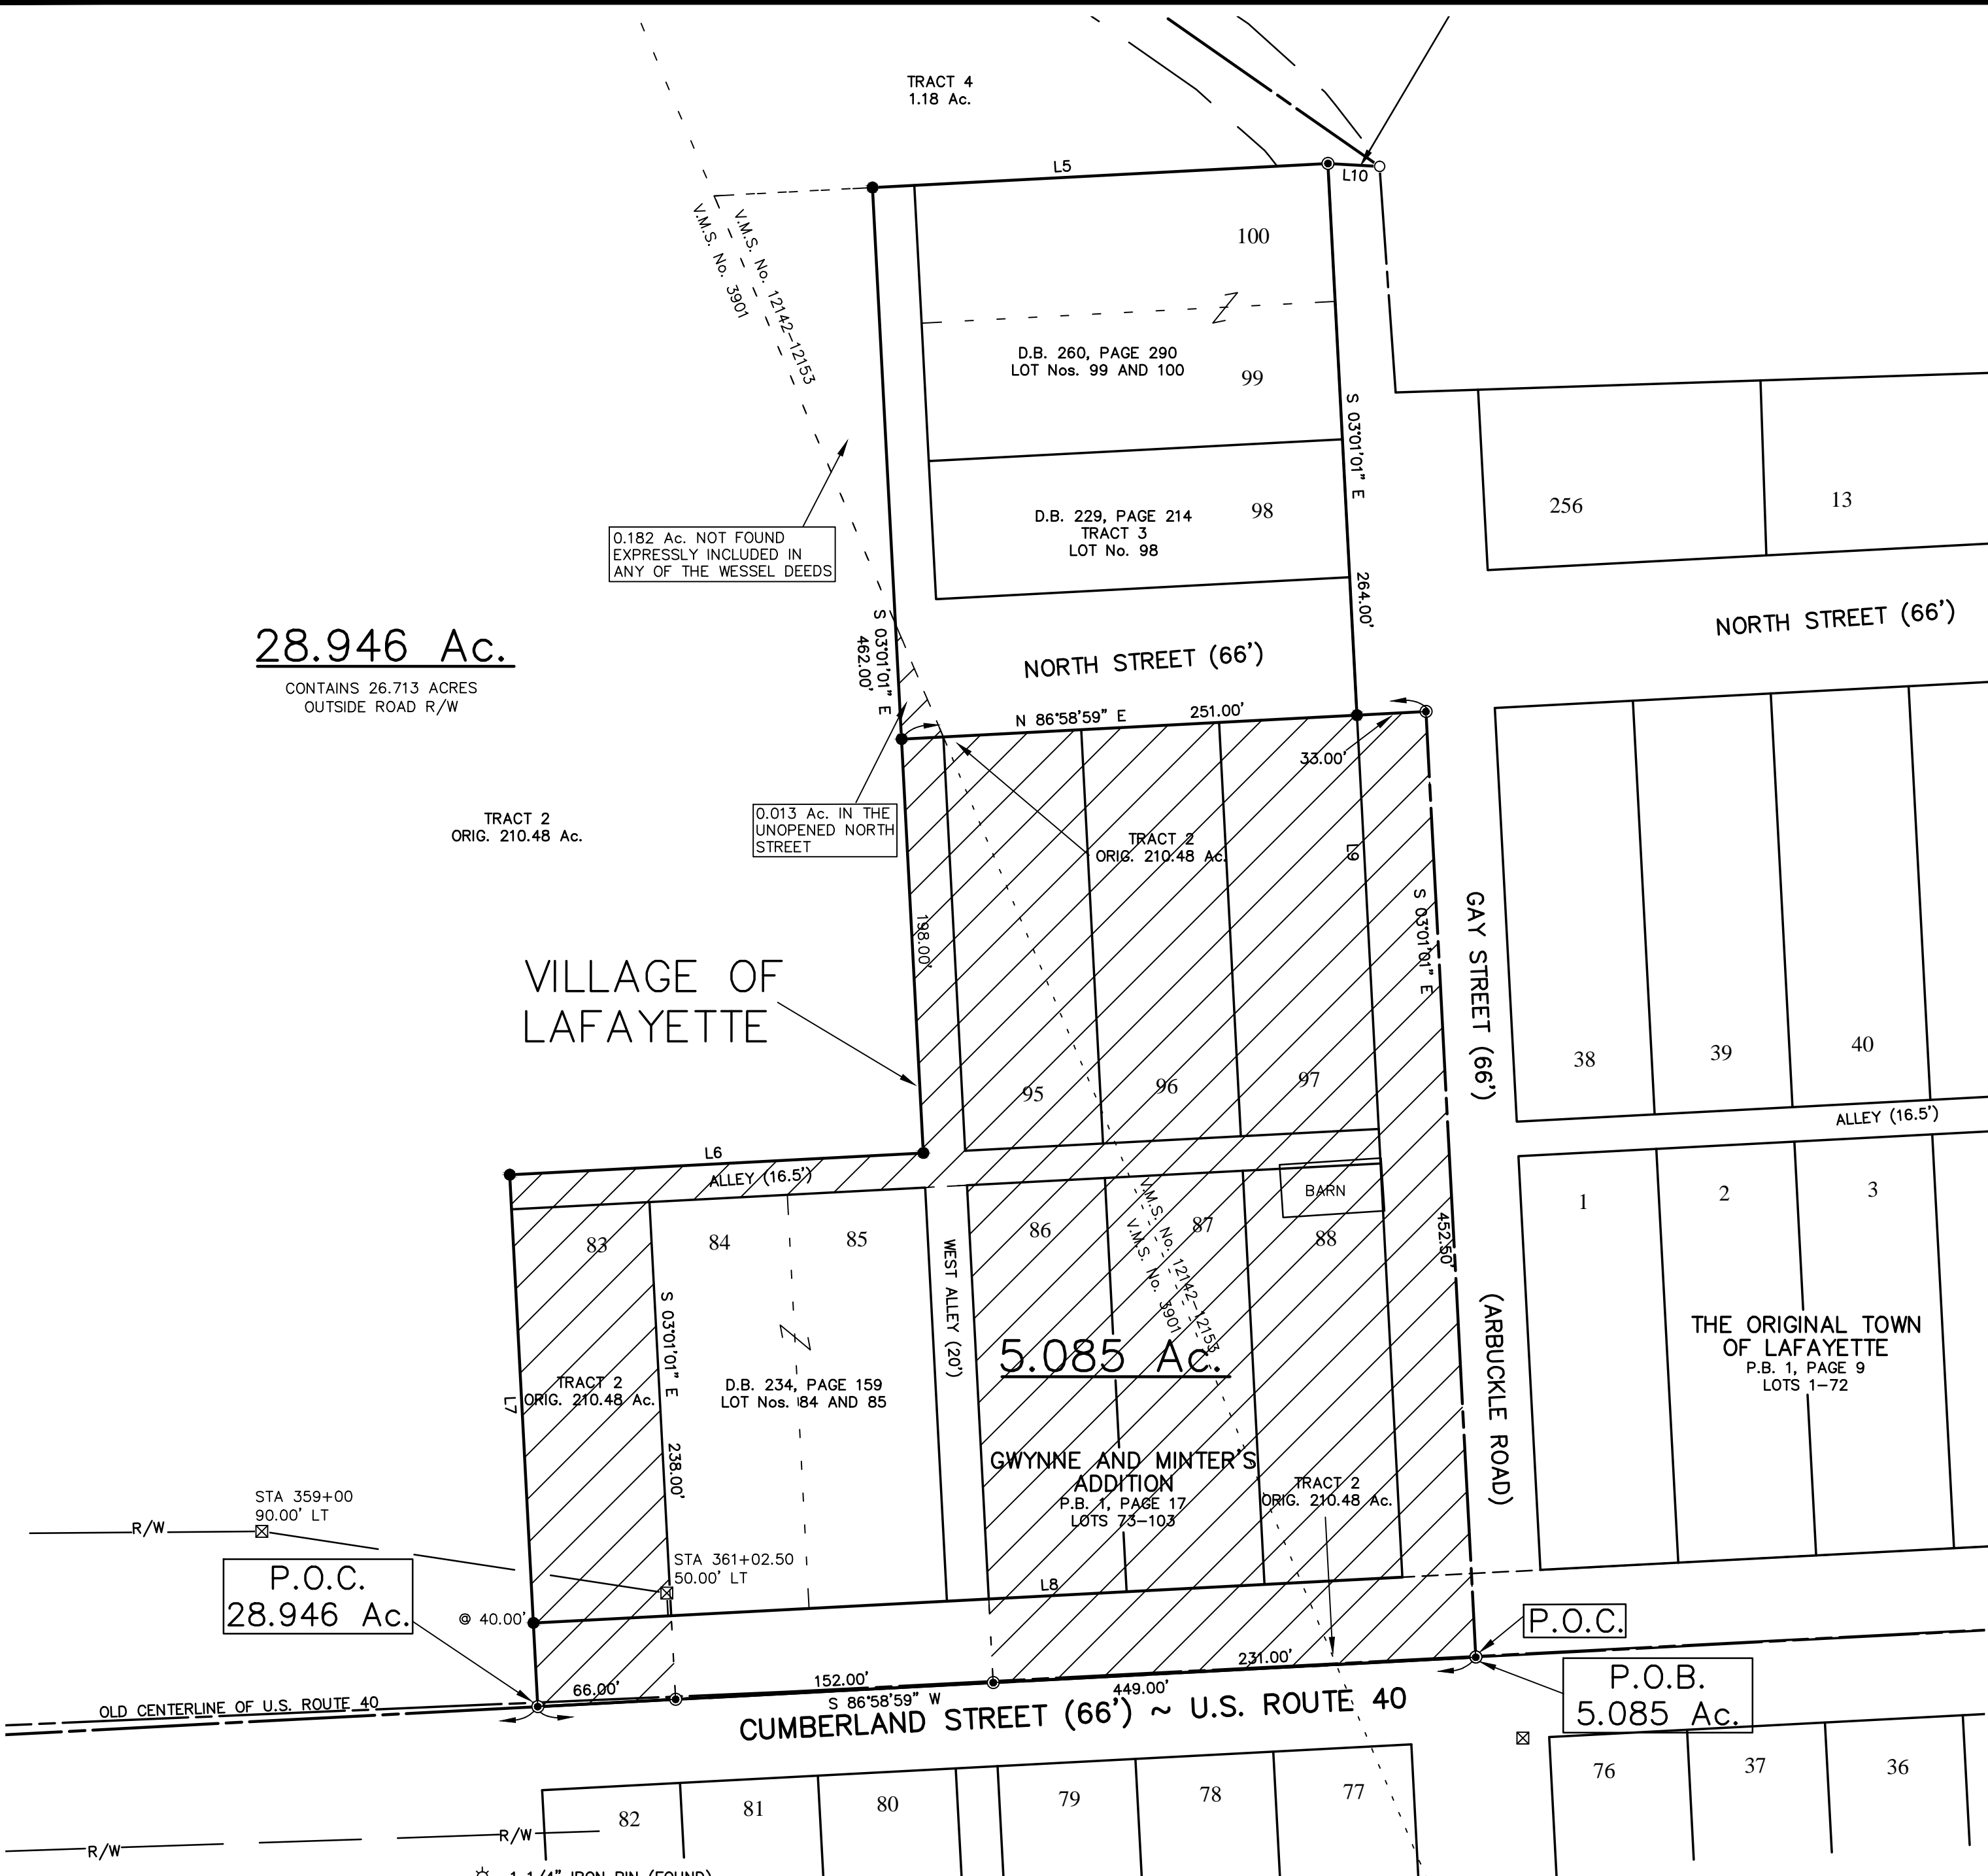 TRACT 4
1.18 Ac.
L5
L10
V.M.S. No. 12142-12153
V.M.S. No. 3901
100
D.B. 260, PAGE 290
LOT Nos. 99 AND 100
99
S 03°01'01" E
264.00'
D.B. 229, PAGE 214
TRACT 3
LOT No. 98
98
256
13
0.182 Ac. NOT FOUND
EXPRESSLY INCLUDED IN
ANY OF THE WESSEL DEEDS
28.946 Ac.
CONTAINS 26.713 ACRES
OUTSIDE ROAD R/W
S 03°01'01" E
462.00'
NORTH STREET (66')
NORTH STREET (66')
N 86°58'59" E
251.00'
33.00'
0.013 Ac. IN THE
UNOPENED NORTH
STREET
TRACT 2
ORIG. 210.48 Ac.
TRACT 2
ORIG. 210.48 Ac.
L9
198.00'
S 03°01'01" E
452.50'
GAY STREET (66')
(ARBUCKLE ROAD)
VILLAGE OF
LAFAYETTE
95
96
97
38
39
40
ALLEY (16.5')
L6
ALLEY (16.5')
BARN
83
84
85
86
87
88
1
2
3
WEST ALLEY (20')
V.M.S. No. 12142-12153
V.M.S. No. 3901
S 03°01'01" E
238.00'
L7
5.085 Ac.
TRACT 2
ORIG. 210.48 Ac.
D.B. 234, PAGE 159
LOT Nos. 84 AND 85
THE ORIGINAL TOWN
OF LAFAYETTE
P.B. 1, PAGE 9
LOTS 1-72
GWYNNE AND MINTER'S
ADDITION
P.B. 1, PAGE 17
LOTS 73-103
TRACT 2
ORIG. 210.48 Ac.
STA 359+00
90.00' LT
R/W
STA 361+02.50
50.00' LT
L8
P.O.C.
28.946 Ac.
@ 40.00'
P.O.C.
P.O.B.
5.085 Ac.
OLD CENTERLINE OF U.S. ROUTE 40
66.00'
152.00'
231.00'
S 86°58'59" W
449.00'
CUMBERLAND STREET (66') ~ U.S. ROUTE 40
82
81
80
79
78
77
76
37
36
R/W
R/W
1-1/4" IRON PIN (FOUND)